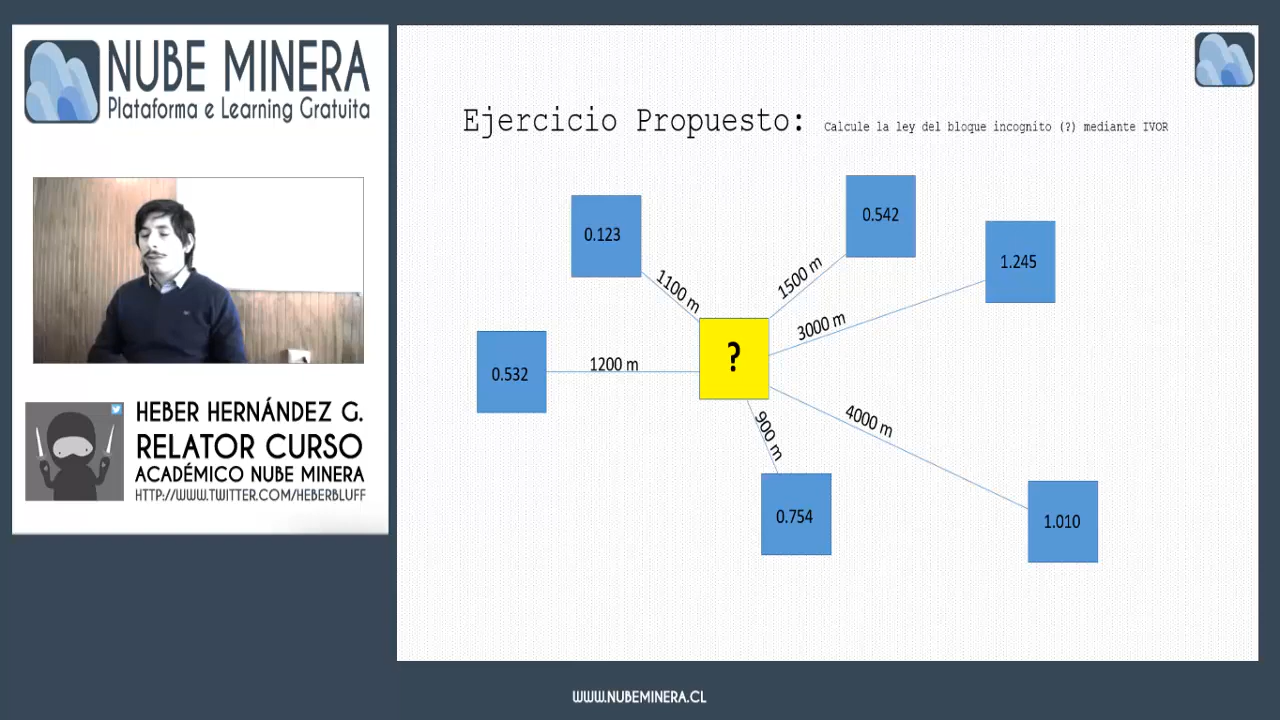 NUBE MINERA
Plataforma e Learning Gratuita
HEBER HERNÁNDEZ G.
RELATOR CURSO
ACADÉMICO NUBE MINERA
HTTP://WWW.TWITTER.COM/HEBERBLUFF
Ejercicio Propuesto: Calcule la ley del bloque incognito (?) mediante IVOR
0.123
0.542
1.245
1100 m
1500 m
3000 m
0.532
1200 m
?
4000 m
900 m
0.754
1.010
WWW.NUBEMINERA.CL